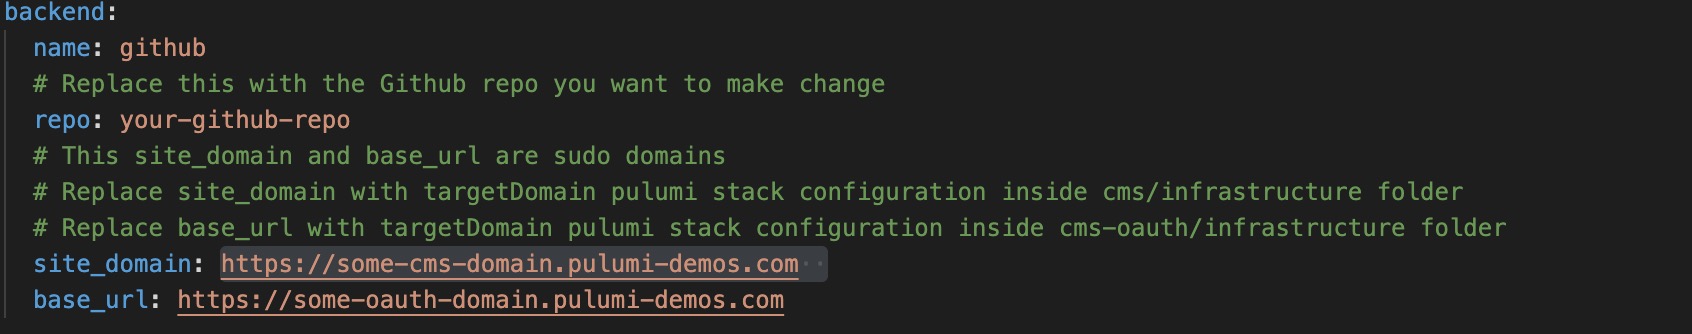 backend:
  name: github
  # Replace this with the Github repo you want to make change
  repo: your-github-repo
  # This site_domain and base_url are sudo domains
  # Replace site_domain with targetDomain pulumi stack configuration inside cms/infrastructure folder
  # Replace base_url with targetDomain pulumi stack configuration inside cms-oauth/infrastructure folder
  site_domain: https://some-cms-domain.pulumi-demos.com
  base_url: https://some-oauth-domain.pulumi-demos.com